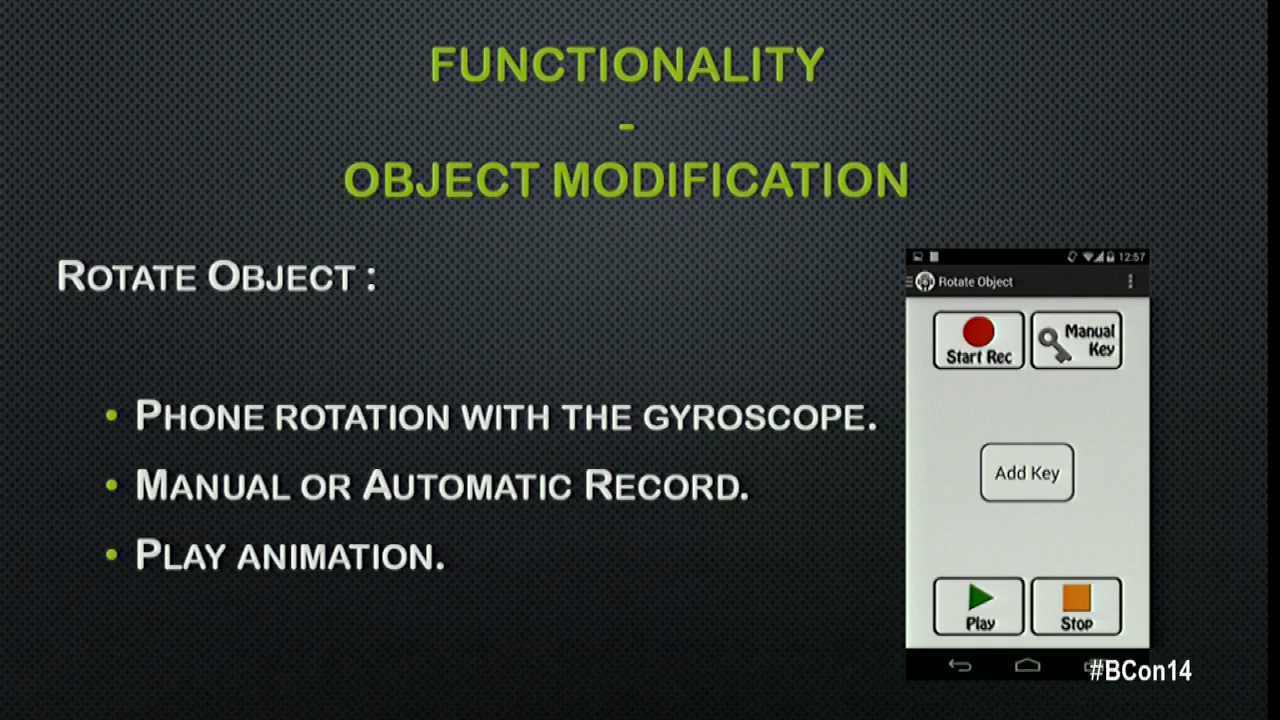 FUNCTIONALITY
-
OBJECT MODIFICATION
ROTATE OBJECT :
• PHONE ROTATION WITH THE GYROSCOPE.
• MANUAL OR AUTOMATIC RECORD.
• PLAY ANIMATION.
12:57
Rotate Object
Start Rec
Manual
Key
Add Key
Play
Stop
#BCon14